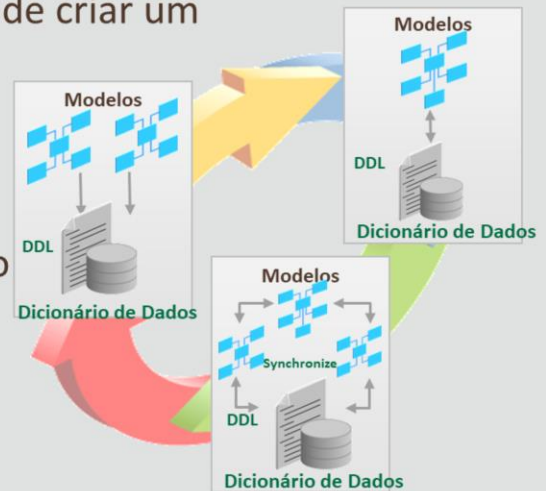 de criar um
Modelos
DDL
Dicionário de Dados
Modelos
DDL
Dicionário de Dados
o
Modelos
Synchronize
DDL
Dicionário de Dados